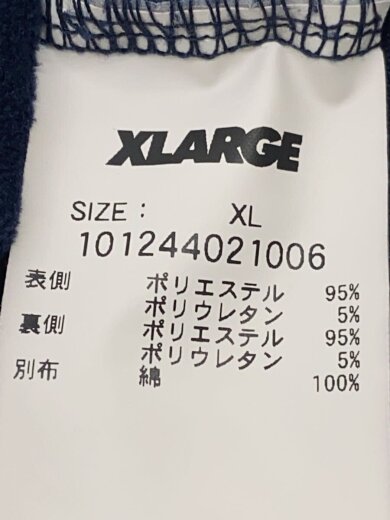 XLARGE
SIZE : XL
101244021006
表側 ポリエステル 95%
ポリウレタン 5%
裏側 ポリエステル 95%
ポリウレタン 5%
別布 綿 100%